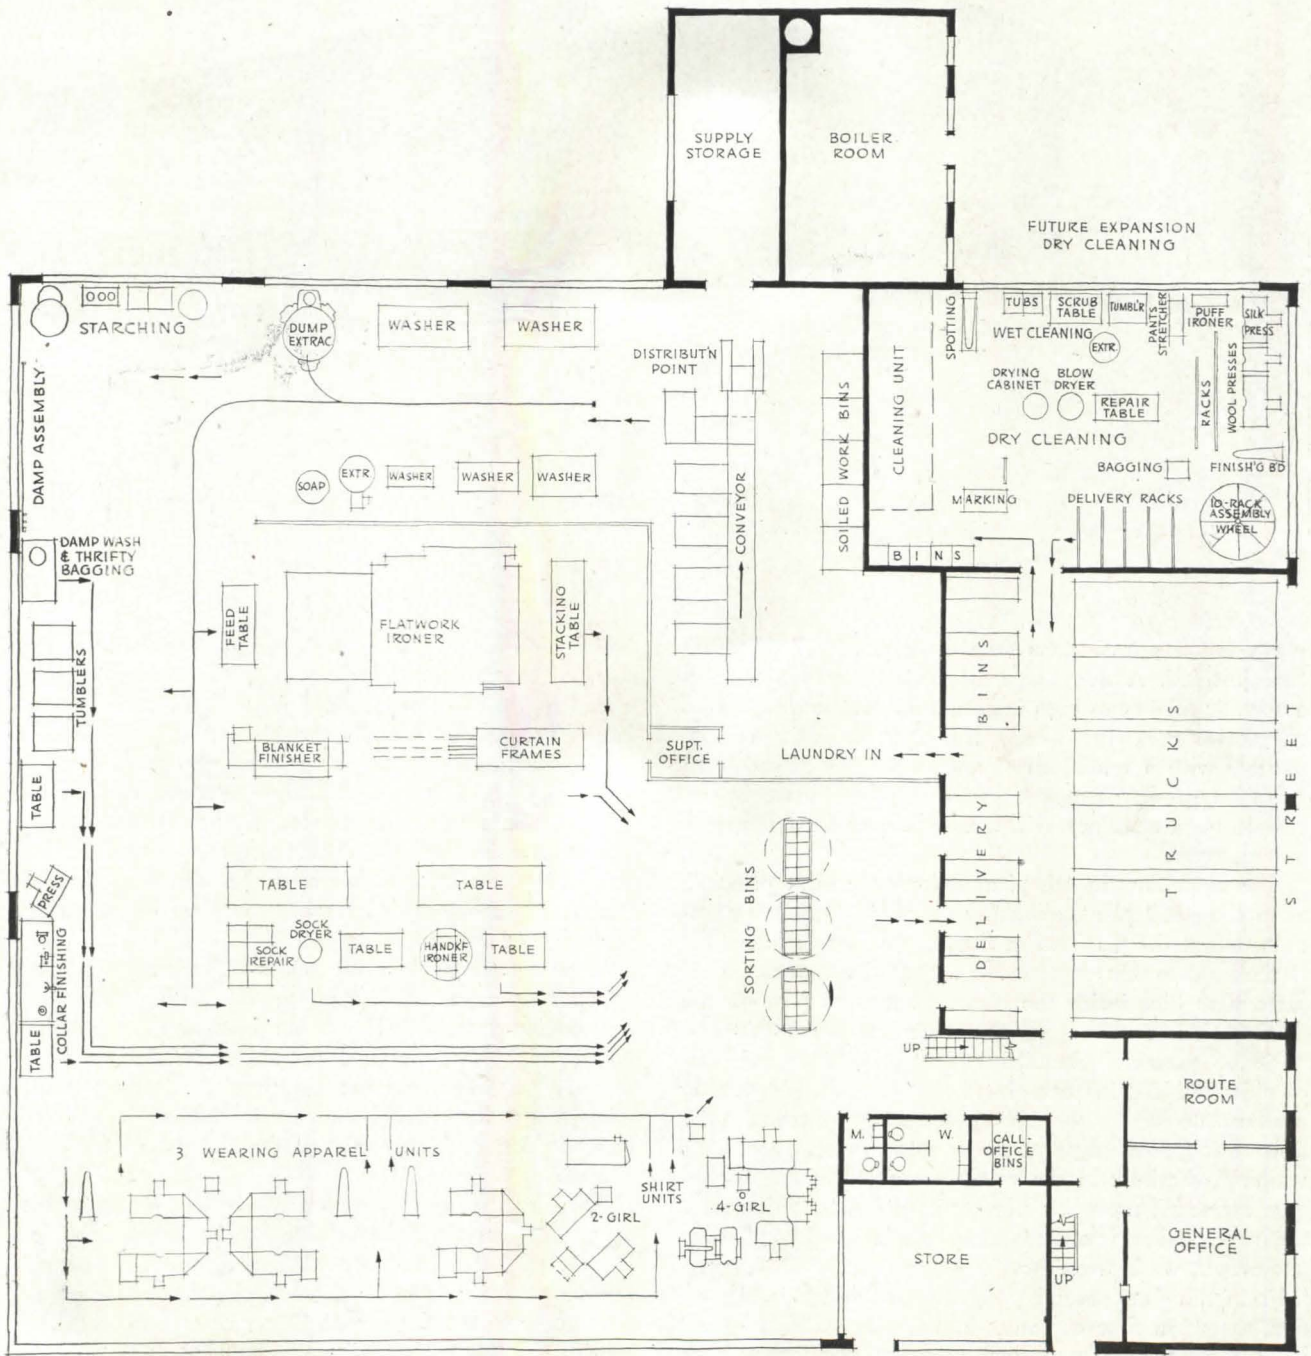 SUPPLY
STORAGE
BOILER
ROOM
FUTURE EXPANSION
DRY CLEANING
STARCHING
DUMP
EXTRAC
WASHER
WASHER
DISTRIBUT'N
POINT
DAMP ASSEMBLY
SOAP
EXTR
WASHER
WASHER
WASHER
CONVEYOR
SOILED WORK BINS
CLEANING UNIT
SPOTTING
TUBS
SCRUB
TABLE
TUMBL'R
PANTS
STRETCHER
PUFF
IRONER
SILK
PRESS
WET CLEANING
EXTR.
DRYING
CABINET
BLOW
DRYER
REPAIR
TABLE
RACKS
WOOL PRESSES
DRY CLEANING
BAGGING
FINISH'G BD
MARKING
DELIVERY RACKS
10-RACK
ASSEMBLY
WHEEL
BINS
DAMP WASH
& THRIFTY
BAGGING
FEED
TABLE
FLATWORK
IRONER
STACKING
TABLE
TUMBLERS
BLANKET
FINISHER
CURTAIN
FRAMES
SUPT.
OFFICE
LAUNDRY IN
TABLE
DELIVERY BINS
TRUCKS
STREET
PRESS
TABLE
TABLE
SORTING BINS
SOCK
REPAIR
SOCK
DRYER
TABLE
HANDK'F
IRONER
TABLE
COLLAR FINISHING
TABLE
UP
ROUTE
ROOM
3 WEARING APPAREL UNITS
M.
W.
CALL-
OFFICE
BINS
SHIRT
UNITS
2-GIRL
4-GIRL
STORE
UP
GENERAL
OFFICE